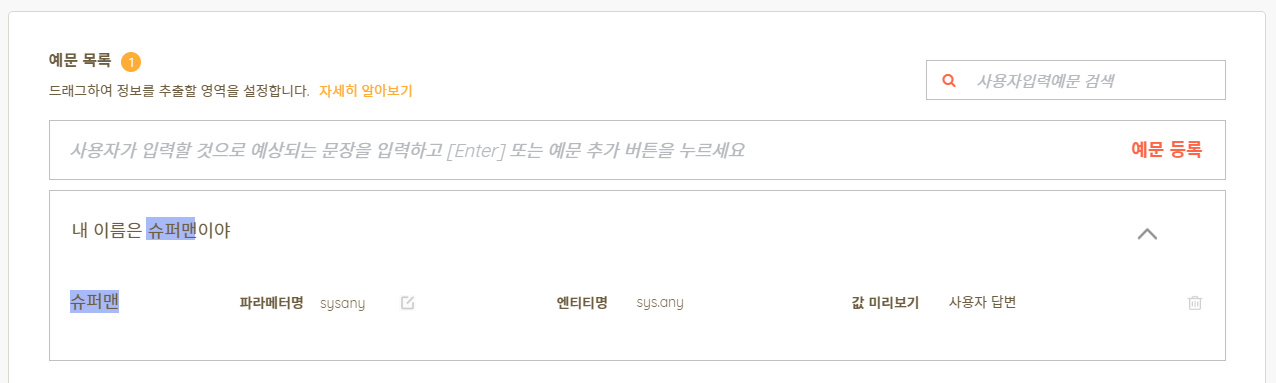 예문 목록 1
드래그하여 정보를 추출할 영역을 설정합니다. 자세히 알아보기
사용자입력예문 검색
사용자가 입력할 것으로 예상되는 문장을 입력하고 [Enter] 또는 예문 추가 버튼을 누르세요 예문 등록
내 이름은 슈퍼맨이야
슈퍼맨 파라메터명 sysany 엔티티명 sys.any 값 미리보기 사용자 답변